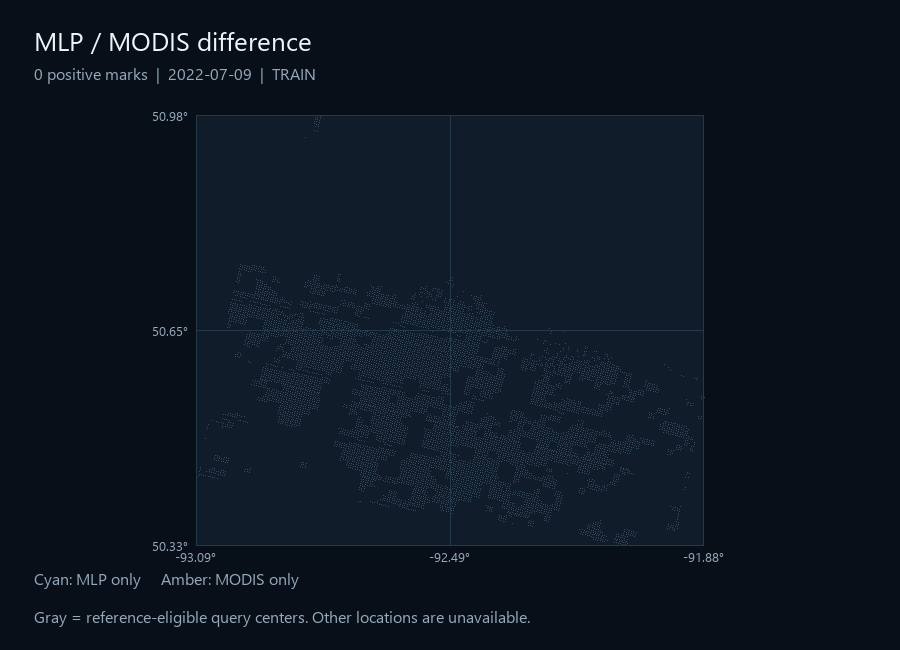 MLP / MODIS difference
0 positive marks | 2022-07-09 | TRAIN
50.98°
50.65°
50.33°
-93.09° -92.49° -91.88°
Cyan: MLP only Amber: MODIS only
Gray = reference-eligible query centers. Other locations are unavailable.